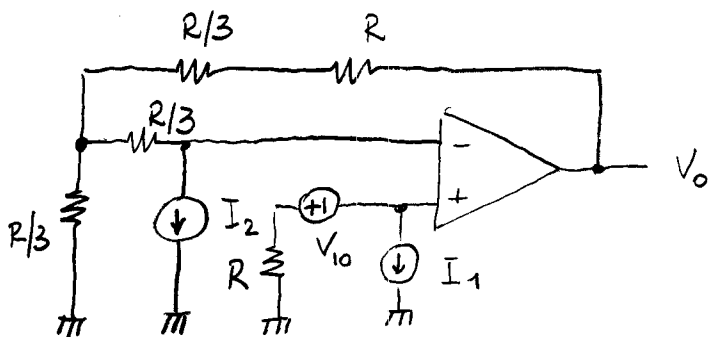 R/3
R
R/3
−
V₀
+
+1
I₂
R/3
V₁₀
R
I₁